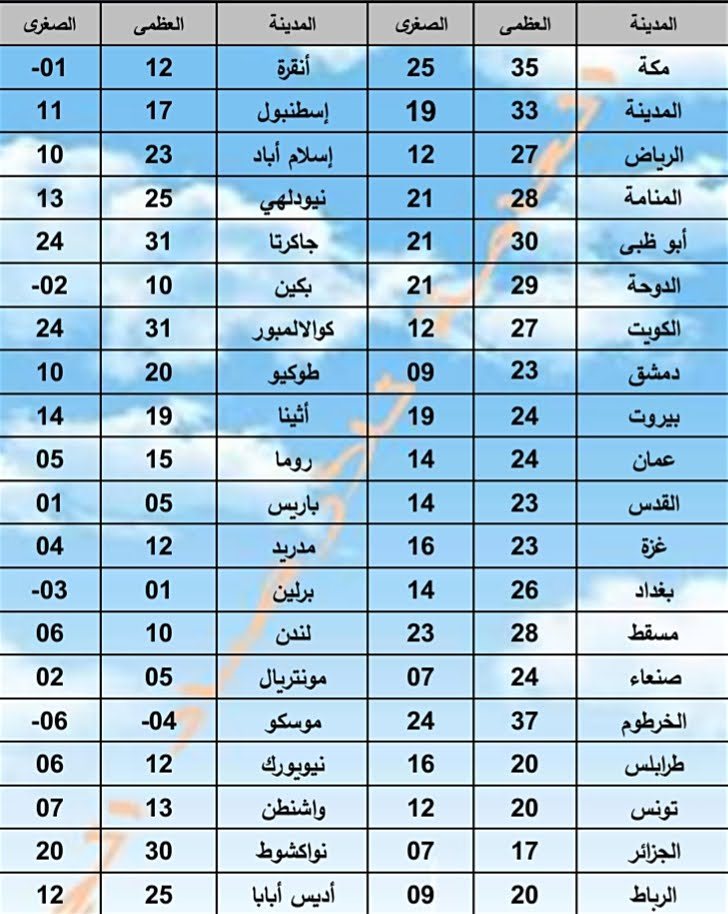 المدينة العظمى الصغرى المدينة العظمى الصغرى
مكة 35 25 أنقرة 12 -01
المدينة 33 19 إسطنبول 17 11
الرياض 27 12 إسلام أباد 23 10
المنامة 28 21 نيودلهي 25 13
أبو ظبى 30 21 جاكرتا 31 24
الدوحة 29 21 بكين 10 -02
الكويت 27 12 كوالالمبور 31 24
دمشق 23 09 طوكيو 20 10
بيروت 24 19 أثينا 19 14
عمان 24 14 روما 15 05
القدس 23 14 باريس 05 01
غزة 23 16 مدريد 12 04
بغداد 26 14 برلين 01 -03
مسقط 28 23 لندن 10 06
صنعاء 24 07 مونتريال 05 02
الخرطوم 37 24 موسكو -04 -06
طرابلس 20 16 نيويورك 12 06
تونس 20 12 واشنطن 13 07
الجزائر 17 07 نواكشوط 30 20
الرباط 20 09 أديس أبابا 25 12